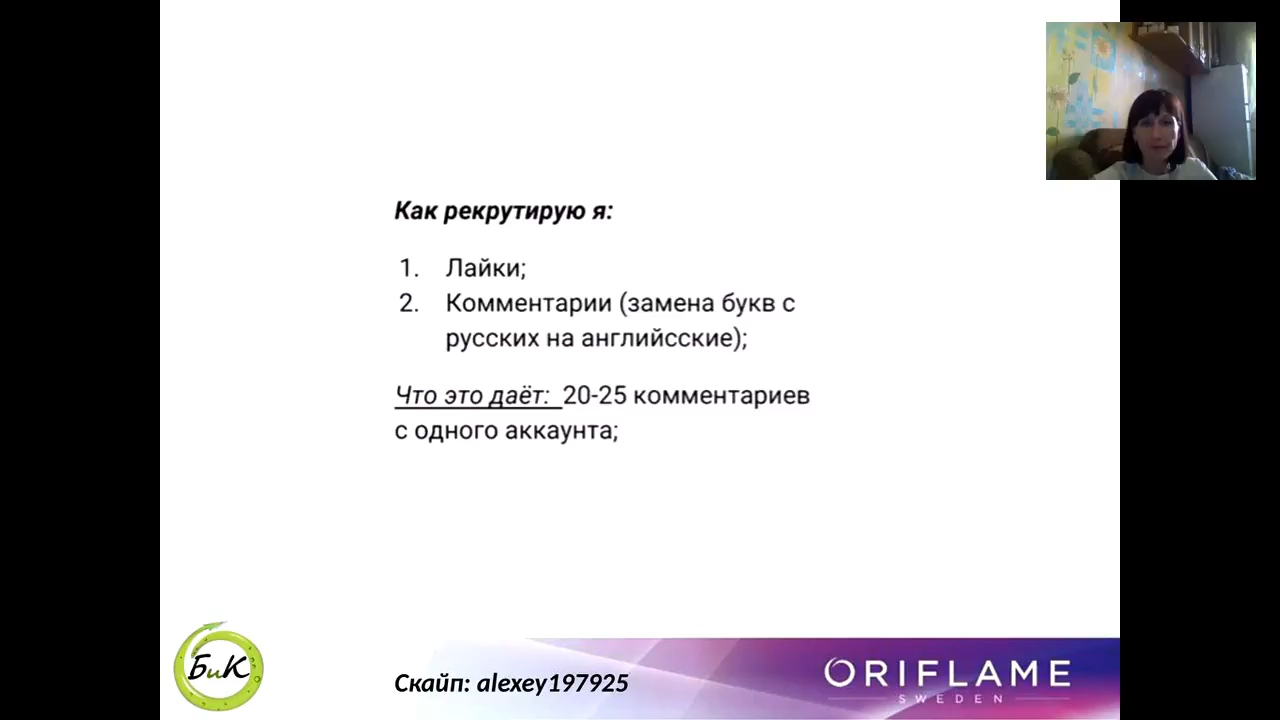 Как рекрутирую я:
1. Лайки;
2. Комментарии (замена букв с
русских на английсские);
Что это даёт: 20-25 комментариев
с одного аккаунта;
БиК
Скайп: alexey197925
ORIFLAME
SWEDEN